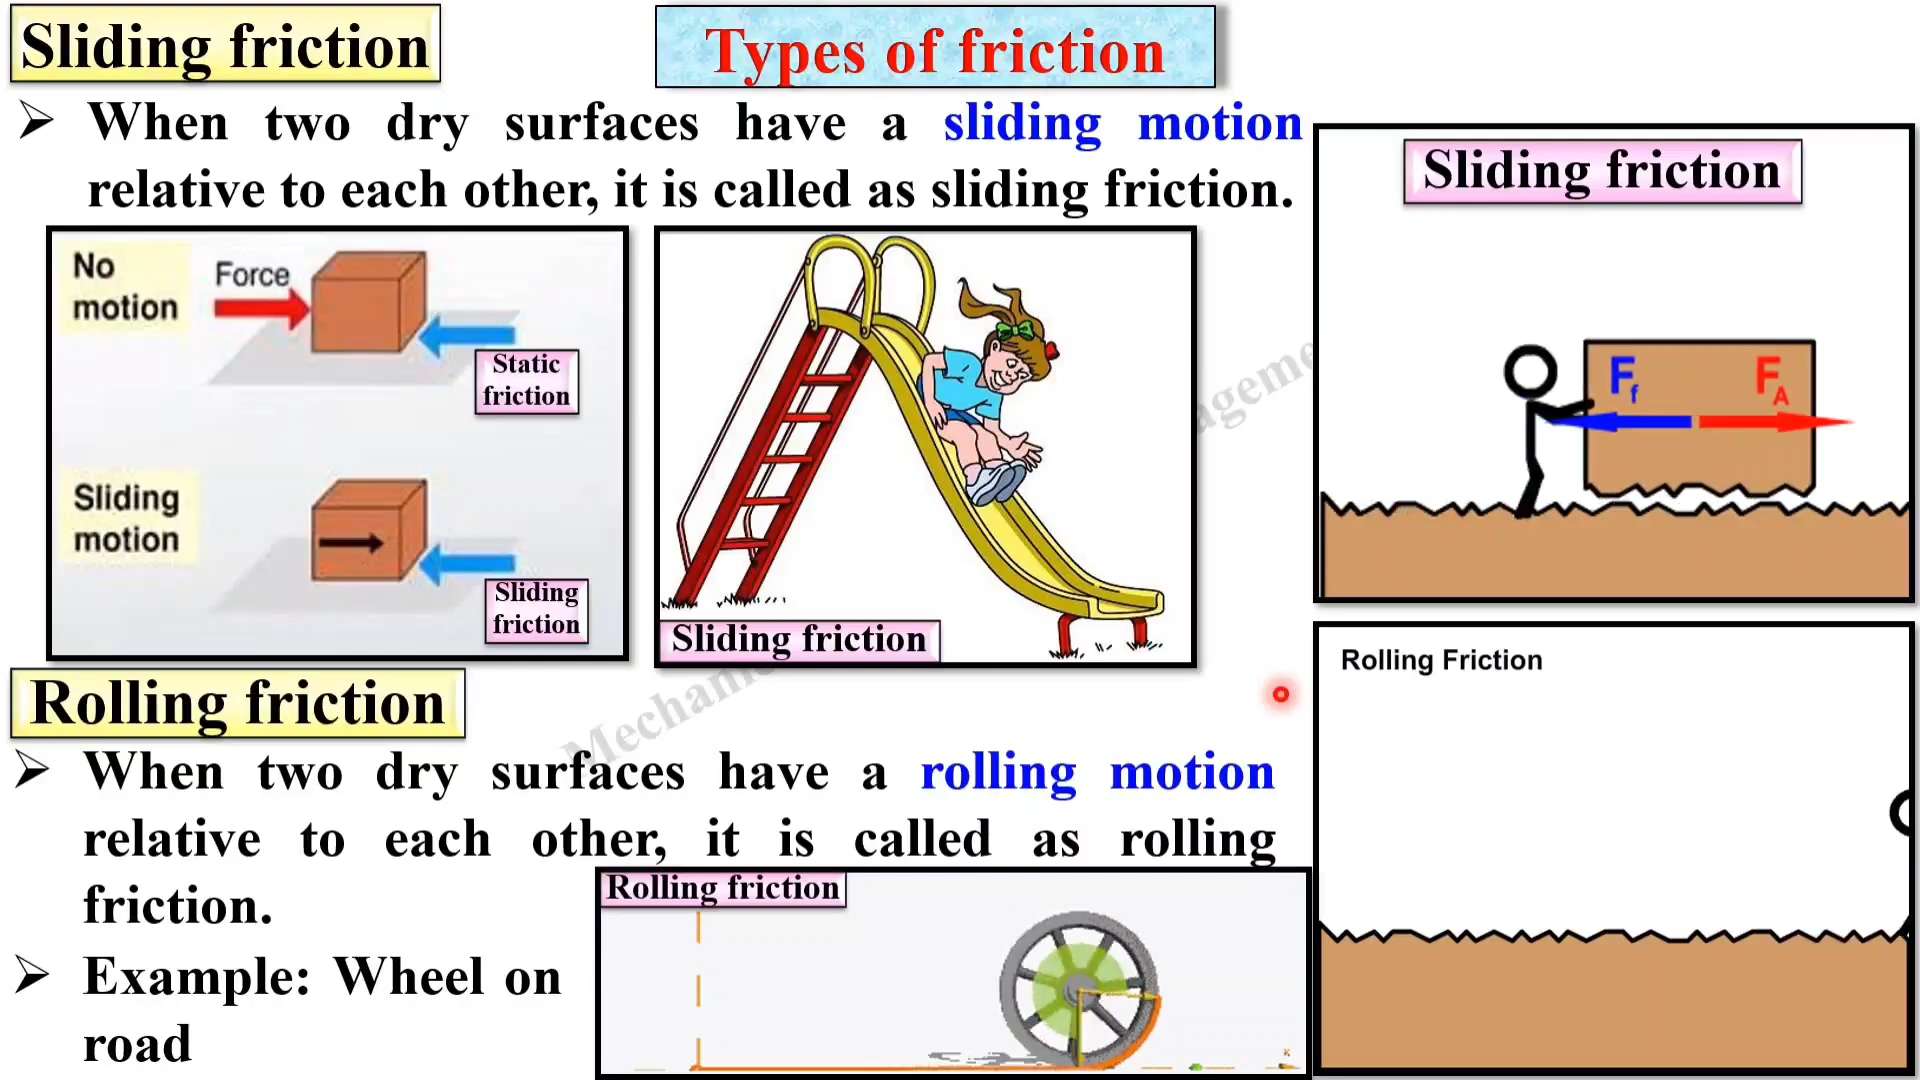 Sliding friction
Types of friction
➢ When two dry surfaces have a sliding motion
relative to each other, it is called as sliding friction.
No
motion
Force
Static
friction
Sliding
motion
Sliding
friction
Sliding friction
Sliding friction
Ff
FA
Rolling friction
➢ When two dry surfaces have a rolling motion
relative to each other, it is called as rolling
friction.
➢ Example: Wheel on
road
Rolling friction
Rolling Friction